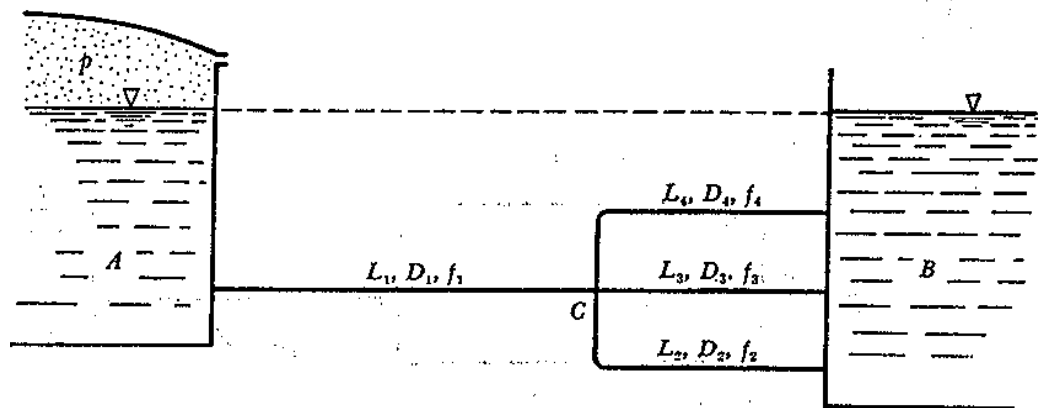 p
L₄, D₄, f₄
A
L₁, D₁, f₁
L₃, D₃, f₃
B
C
L₂, D₂, f₂